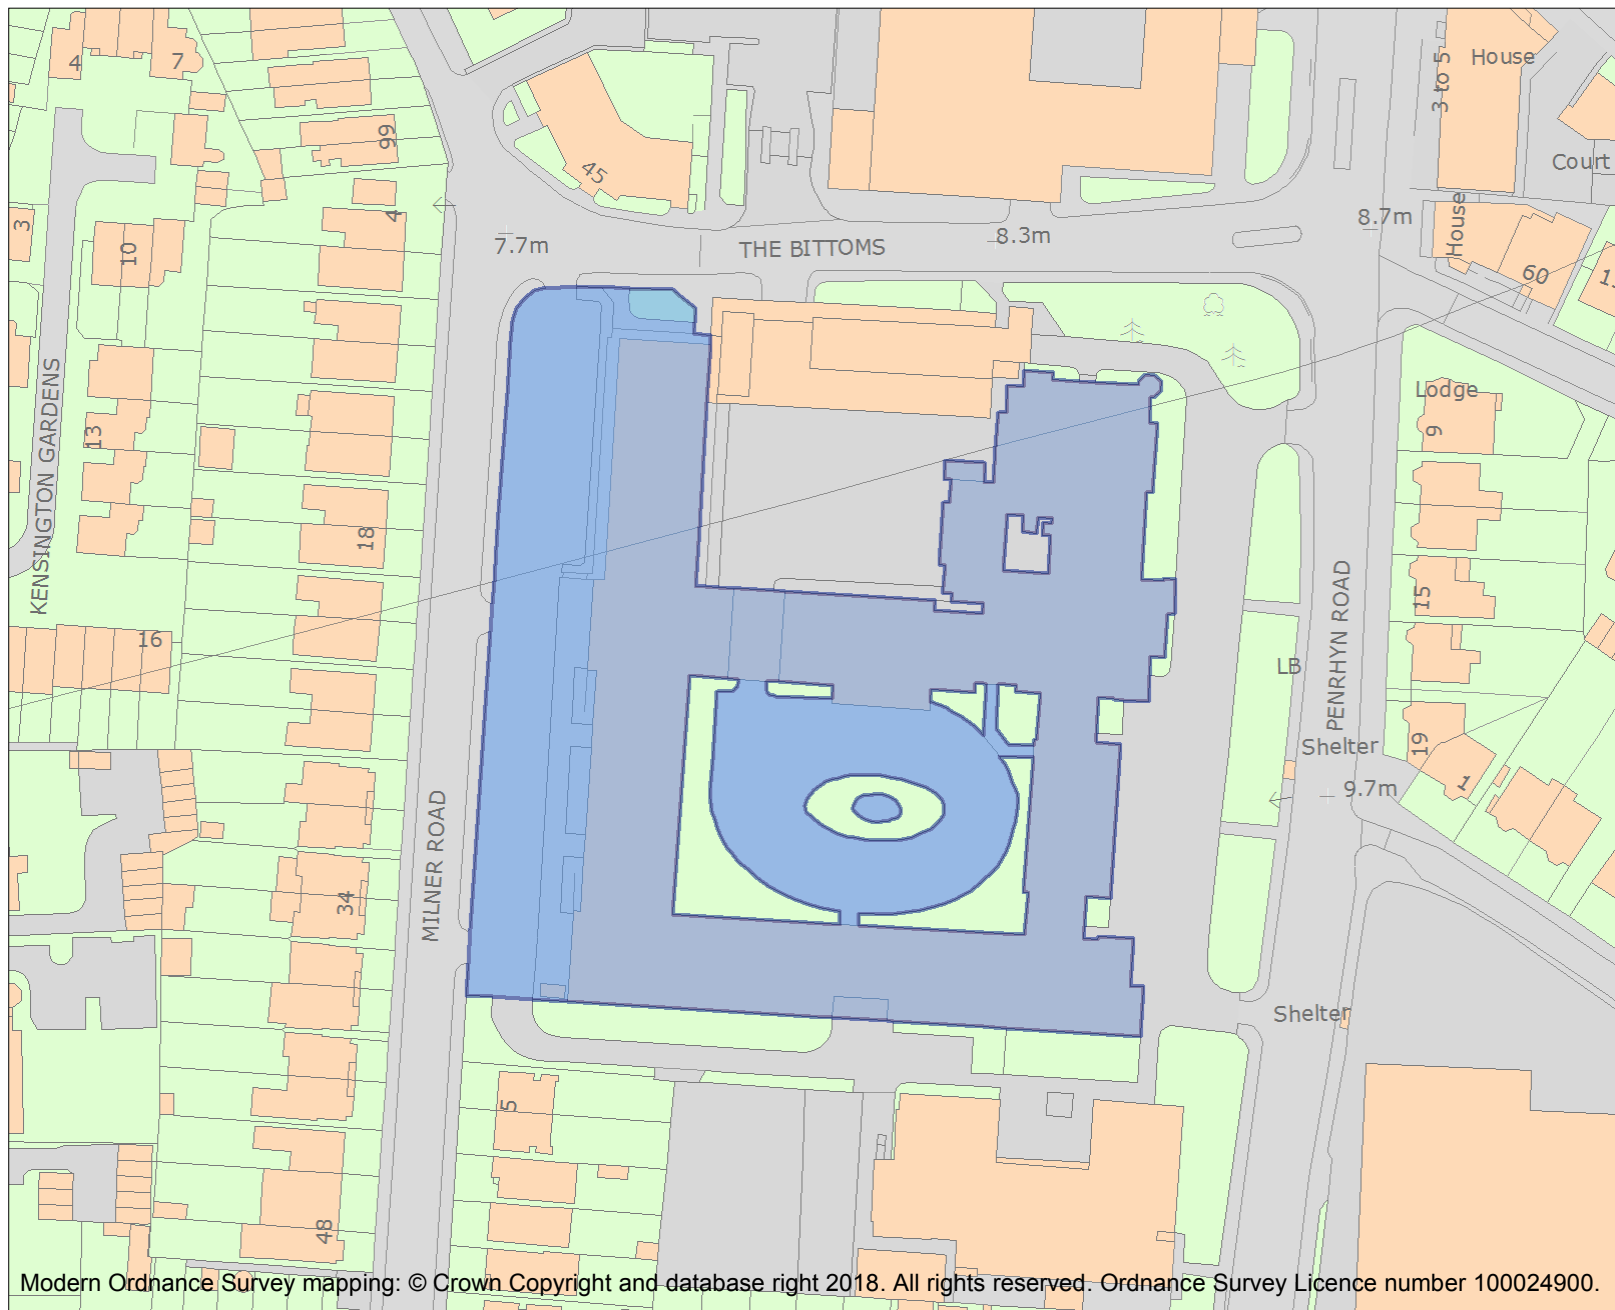 4
7
99
45
4
3
10
7.7m
THE BITTOMS
8.3m
8.7m
3 to 5
House
Court
House
60
KENSINGTON GARDENS
13
18
16
Lodge
9
15
PENRHYN ROAD
LB
Shelter
19
1
9.7m
MILNER ROAD
34
Shelter
5
48
Modern Ordnance Survey mapping: © Crown Copyright and database right 2018. All rights reserved. Ordnance Survey Licence number 100024900.